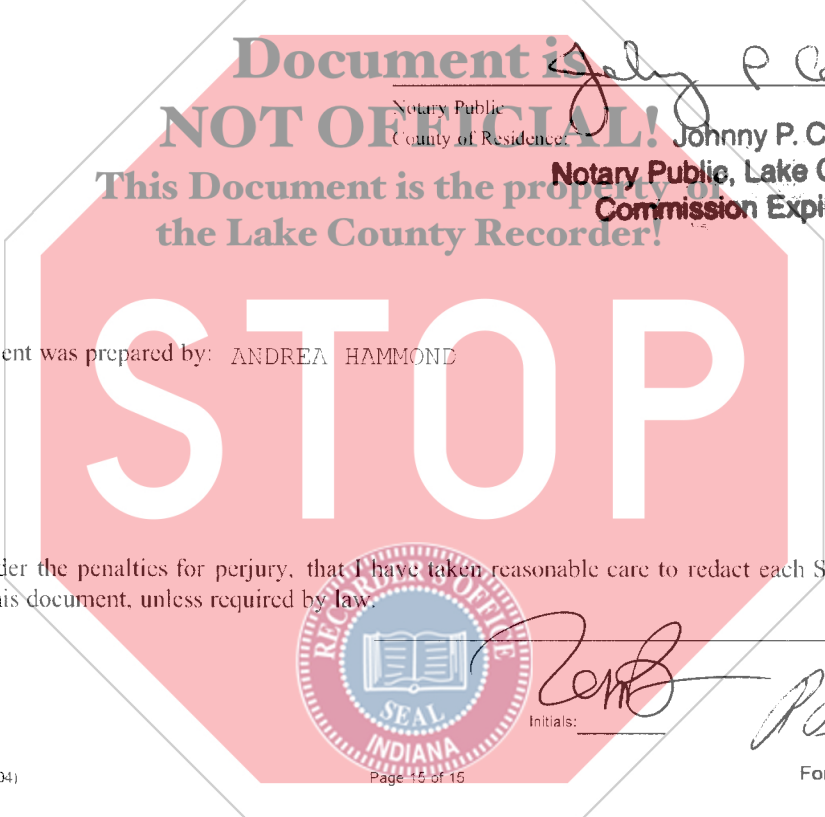 Document is
NOT OFFICIAL!
This Document is the property of
the Lake County Recorder!
Notary Public
County of Residence:
Johnny P. C
Notary Public, Lake
Commission Expi
STOP
ent was prepared by: ANDREA HAMMOND
der the penalties for perjury, that I have taken reasonable care to redact each S
is document, unless required by law.
RECORDER OFFICE
SEAL
INDIANA
Initials:
04)
Page 15 of 15
For